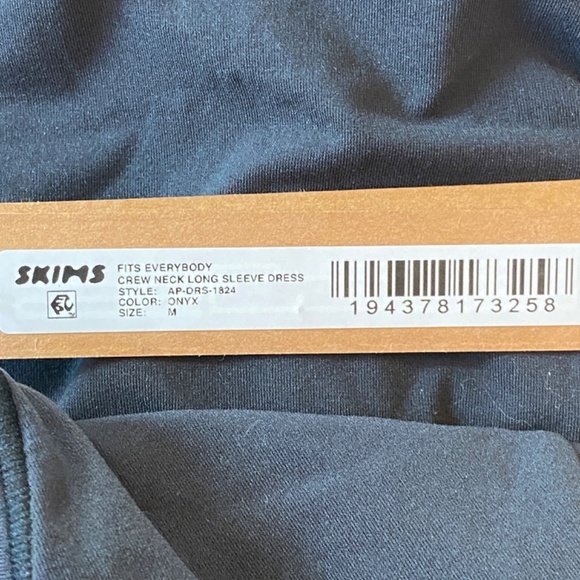 SKIMS
FITS EVERYBODY
CREW NECK LONG SLEEVE DRESS
STYLE: AP-DRS-1824
COLOR: ONYX
SIZE: M
194378173258